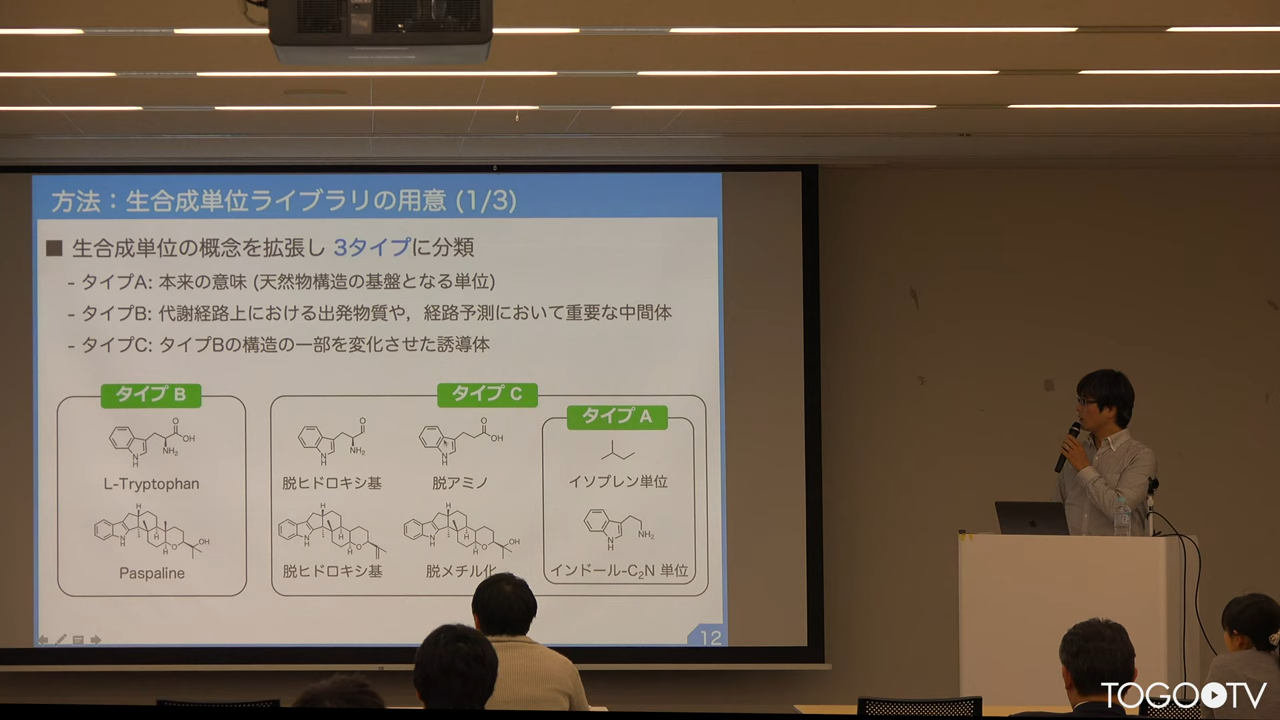 方法：生合成単位ライブラリの用意 (1/3)
■ 生合成単位の概念を拡張し 3タイプに分類
- タイプA: 本来の意味 (天然物構造の基盤となる単位)
- タイプB: 代謝経路上における出発物質や，経路予測において重要な中間体
- タイプC: タイプBの構造の一部を変化させた誘導体
タイプ B
タイプ C
タイプ A
L-Tryptophan
脱ヒドロキシ基
脱アミノ
イソプレン単位
Paspaline
脱ヒドロキシ基
脱メチル化
インドール-C₂N 単位
12
TOGO TV